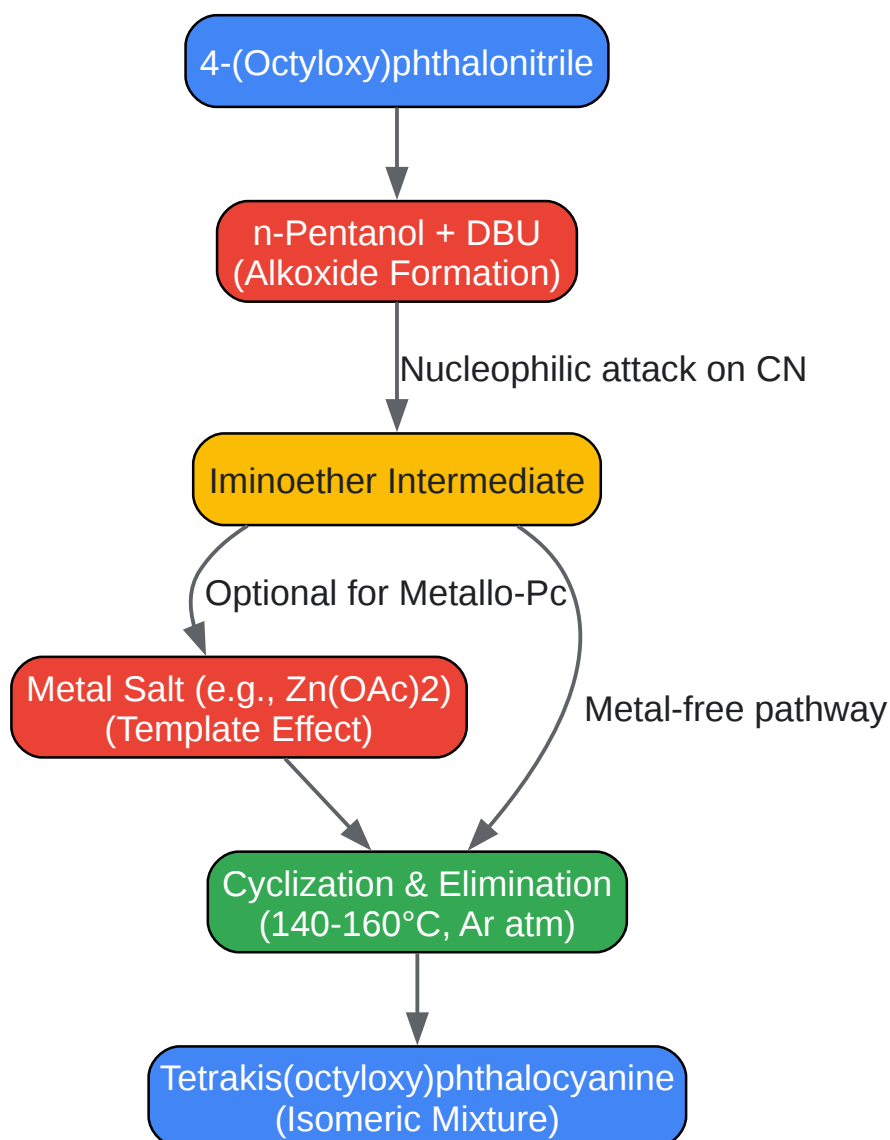 4-(Octyloxy)phthalonitrile
n-Pentanol + DBU
(Alkoxide Formation)
Nucleophilic attack on CN
Iminoether Intermediate
Optional for Metallo-Pc
Metal Salt (e.g., Zn(OAc)2)
(Template Effect)
Metal-free pathway
Cyclization & Elimination
(140-160°C, Ar atm)
Tetrakis(octyloxy)phthalocyanine
(Isomeric Mixture)